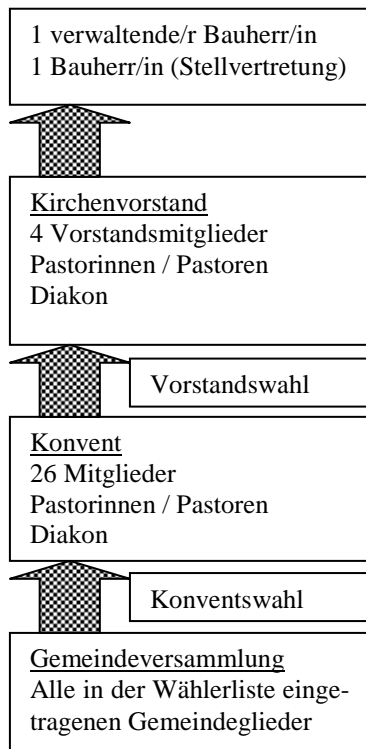 1 verwaltende/r Bauherr/in
1 Bauherr/in (Stellvertretung)
Kirchenvorstand
4 Vorstandsmitglieder
Pastorinnen / Pastoren
Diakon
Vorstandswahl
Konvent
26 Mitglieder
Pastorinnen / Pastoren
Diakon
Konventswahl
Gemeindeversammlung
Alle in der Wählerliste einge-
tragenen Gemeindeglieder